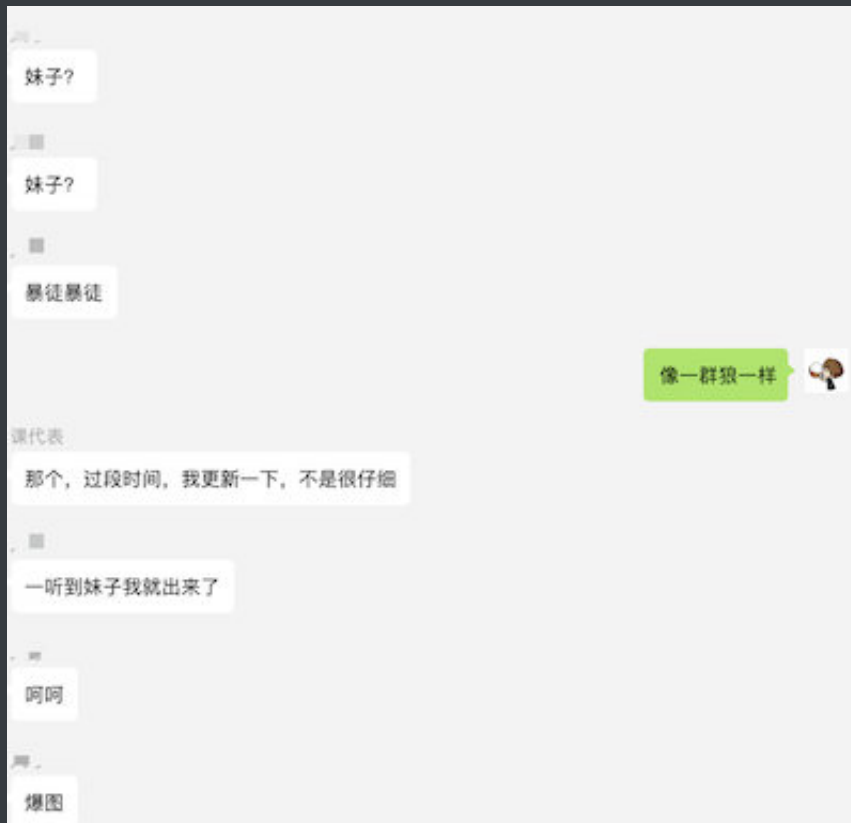 妹子?
妹子?
暴徒暴徒
像一群狼一样
课代表
那个，过段时间，我更新一下，不是很仔细
一听到妹子我就出来了
呵呵
爆图